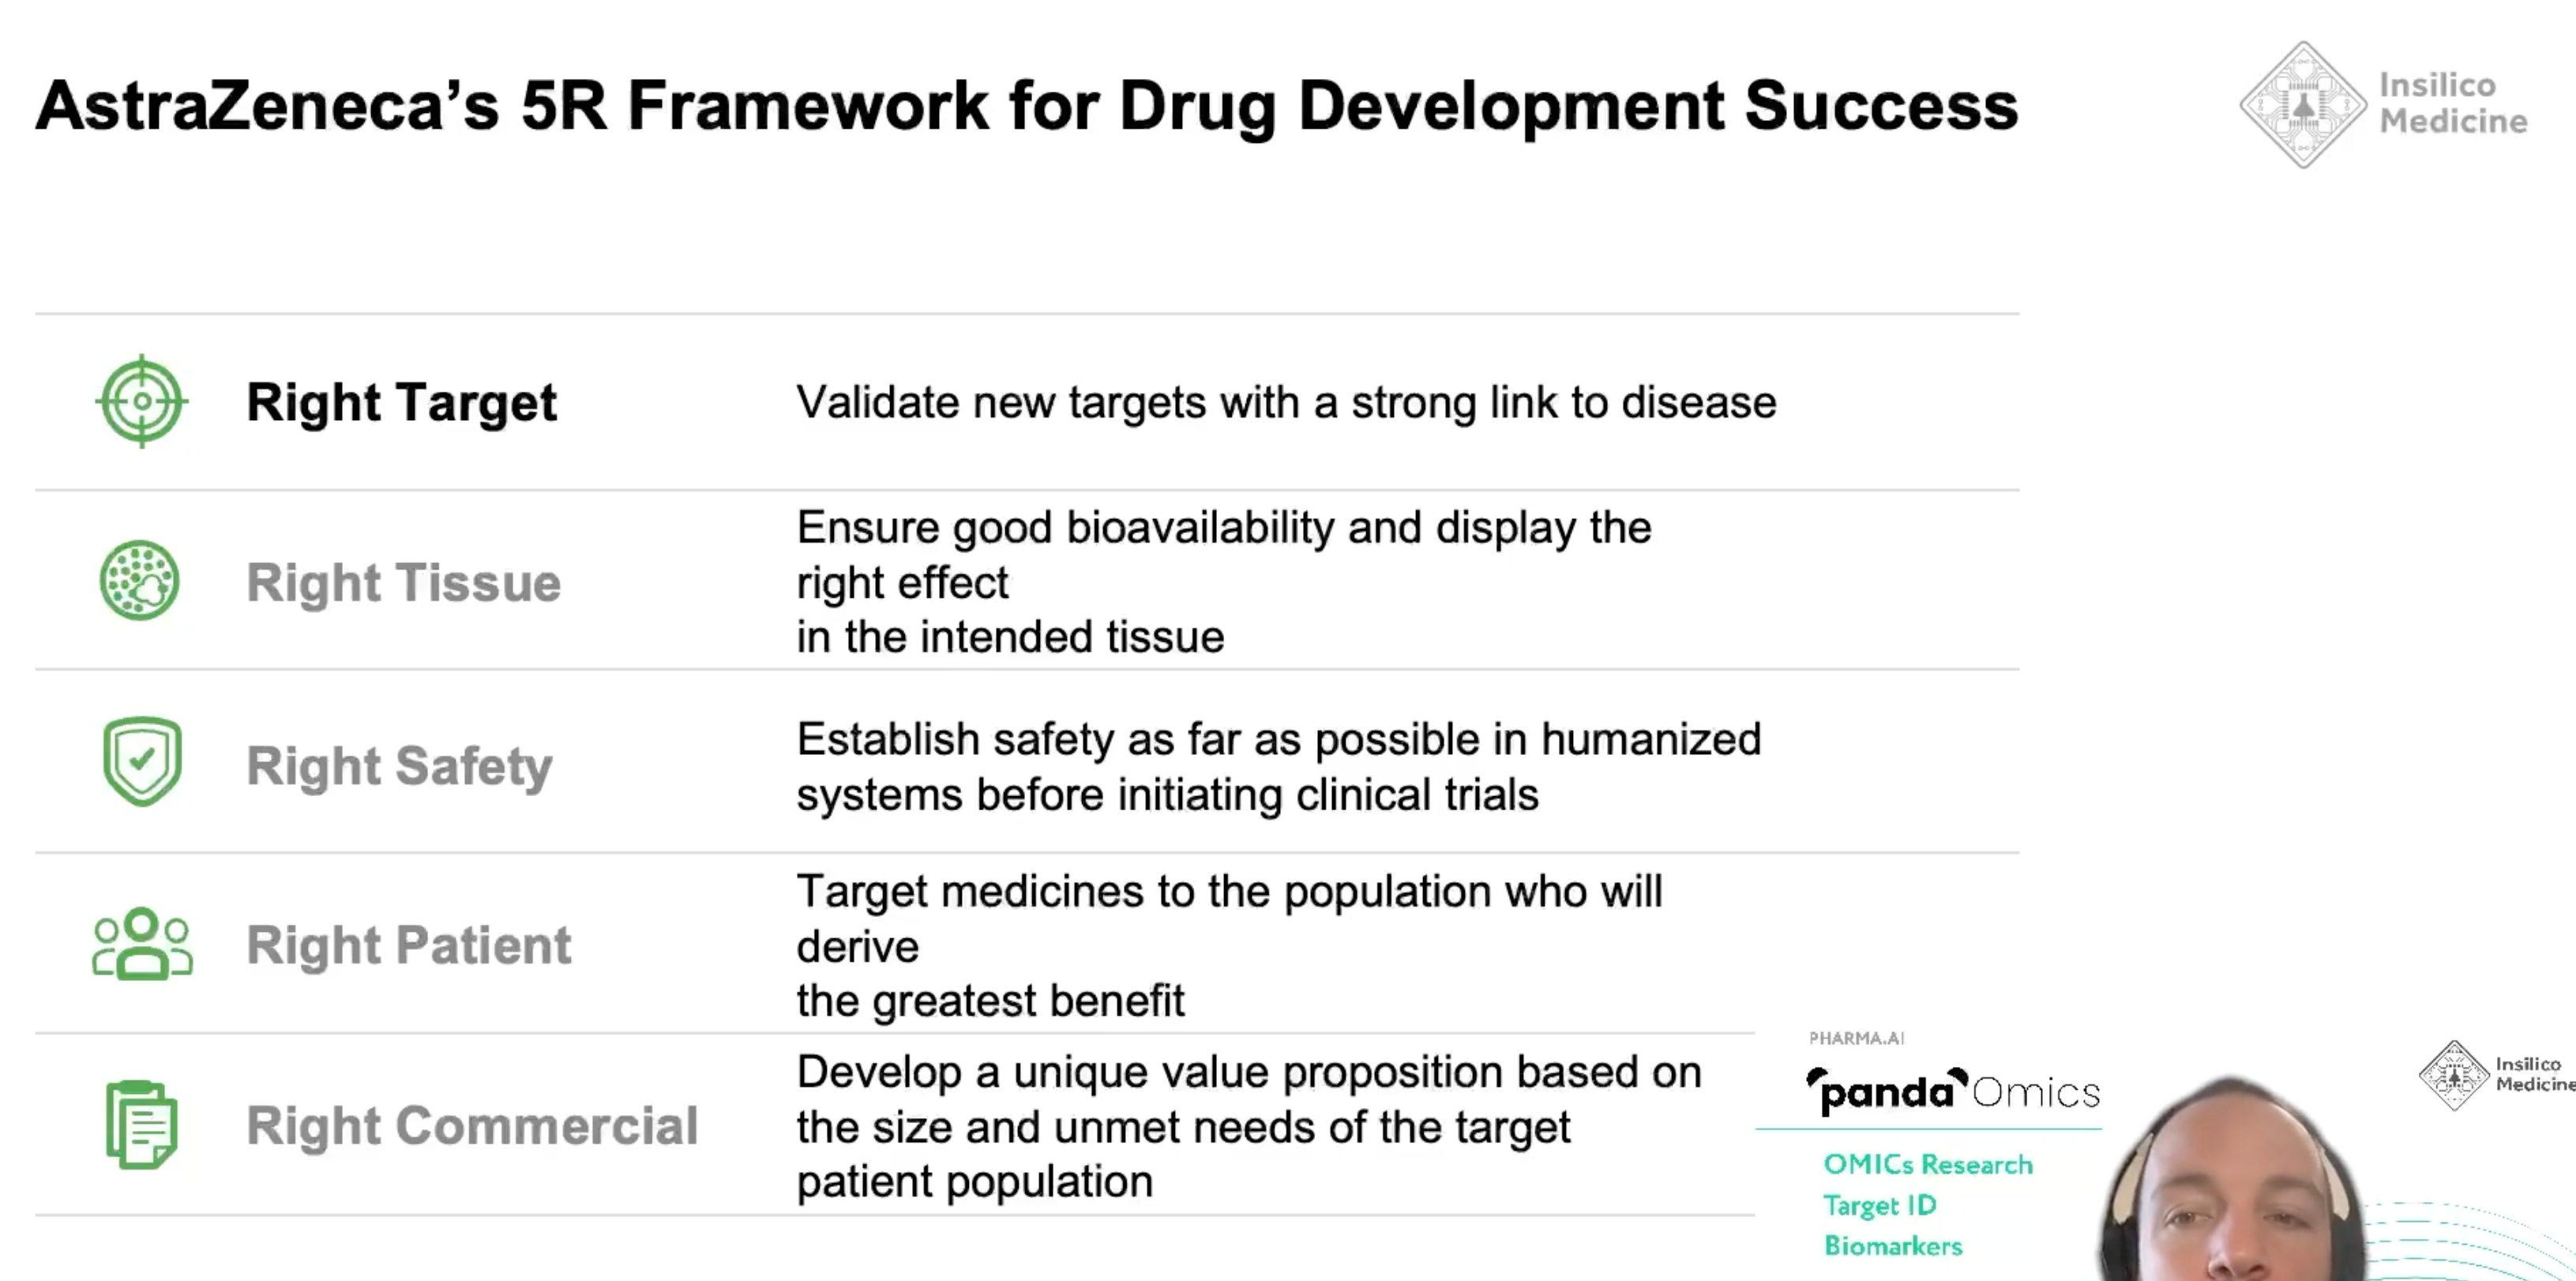 AstraZeneca’s 5R Framework for Drug Development Success
Insilico
Medicine
Right Target
Validate new targets with a strong link to disease
Right Tissue
Ensure good bioavailability and display the
right effect
in the intended tissue
Right Safety
Establish safety as far as possible in humanized
systems before initiating clinical trials
Right Patient
Target medicines to the population who will
derive
the greatest benefit
Right Commercial
Develop a unique value proposition based on
the size and unmet needs of the target
patient population
PHARMA.AI
panda Omics
OMICs Research
Target ID
Biomarkers
Insilico
Medicine